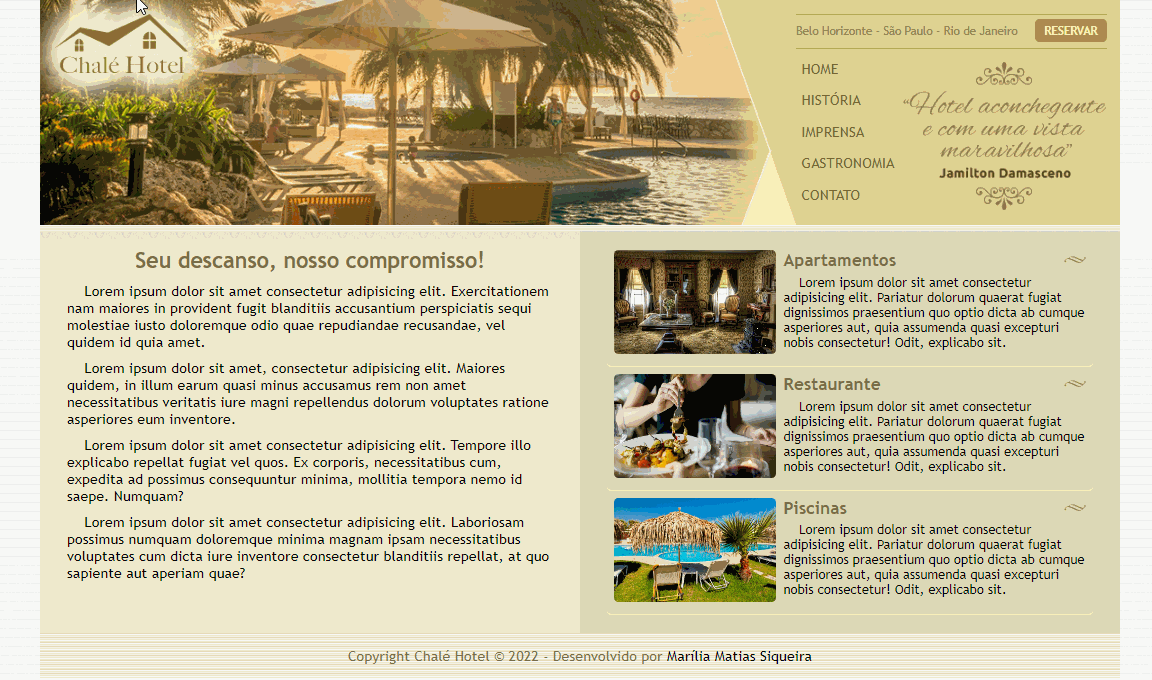 Chalé Hotel
Belo Horizonte - São Paulo - Rio de Janeiro
RESERVAR
HOME
HISTÓRIA
IMPRENSA
GASTRONOMIA
CONTATO
“Hotel aconchegante
e com uma vista
maravilhosa”
Jamilton Damasceno
Seu descanso, nosso compromisso!
Lorem ipsum dolor sit amet consectetur adipisicing elit. Exercitationem
nam maiores in provident fugit blanditiis accusantium perspiciatis sequi
molestiae iusto doloremque odio quae repudiandae recusandae, vel
quidem id quia amet.
Lorem ipsum dolor sit amet, consectetur adipisicing elit. Maiores
quidem, in illum earum quasi minus accusamus rem non amet
necessitatibus veritatis iure magni repellendus dolorum voluptates ratione
asperiores eum inventore.
Lorem ipsum dolor sit amet consectetur adipisicing elit. Tempore illo
explicabo repellat fugiat vel quos. Ex corporis, necessitatibus cum,
expedita ad possimus consequuntur minima, mollitia tempora nemo id
saepe. Numquam?
Lorem ipsum dolor sit amet consectetur adipisicing elit. Laboriosam
possimus numquam doloremque minima magnam ipsam necessitatibus
voluptates cum dicta iure inventore consectetur blanditiis repellat, at quo
sapiente aut aperiam quae?
Apartamentos
Lorem ipsum dolor sit amet consectetur
adipisicing elit. Pariatur dolorum quaerat fugiat
dignissimos praesentium quo optio dicta ab cumque
asperiores aut, quia assumenda quasi excepturi
nobis consectetur! Odit, explicabo sit.
Restaurante
Lorem ipsum dolor sit amet consectetur
adipisicing elit. Pariatur dolorum quaerat fugiat
dignissimos praesentium quo optio dicta ab cumque
asperiores aut, quia assumenda quasi excepturi
nobis consectetur! Odit, explicabo sit.
Piscinas
Lorem ipsum dolor sit amet consectetur
adipisicing elit. Pariatur dolorum quaerat fugiat
dignissimos praesentium quo optio dicta ab cumque
asperiores aut, quia assumenda quasi excepturi
nobis consectetur! Odit, explicabo sit.
Copyright Chalé Hotel © 2022 - Desenvolvido por Marília Matias Siqueira